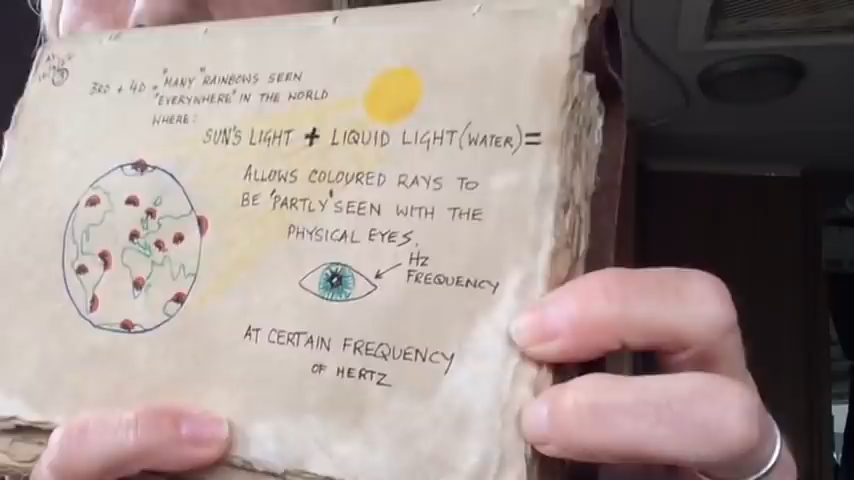 3RD + 4D = "MANY" RAINBOWS SEEN
"EVERYWHERE" IN THE WORLD
WHERE:
SUN'S LIGHT + LIQUID LIGHT (WATER) =
ALLOWS COLOURED RAYS TO
BE "PARTLY" SEEN WITH THE
PHYSICAL EYES.
HZ
FREQUENCY
AT CERTAIN FREQUENCY
OF HERTZ